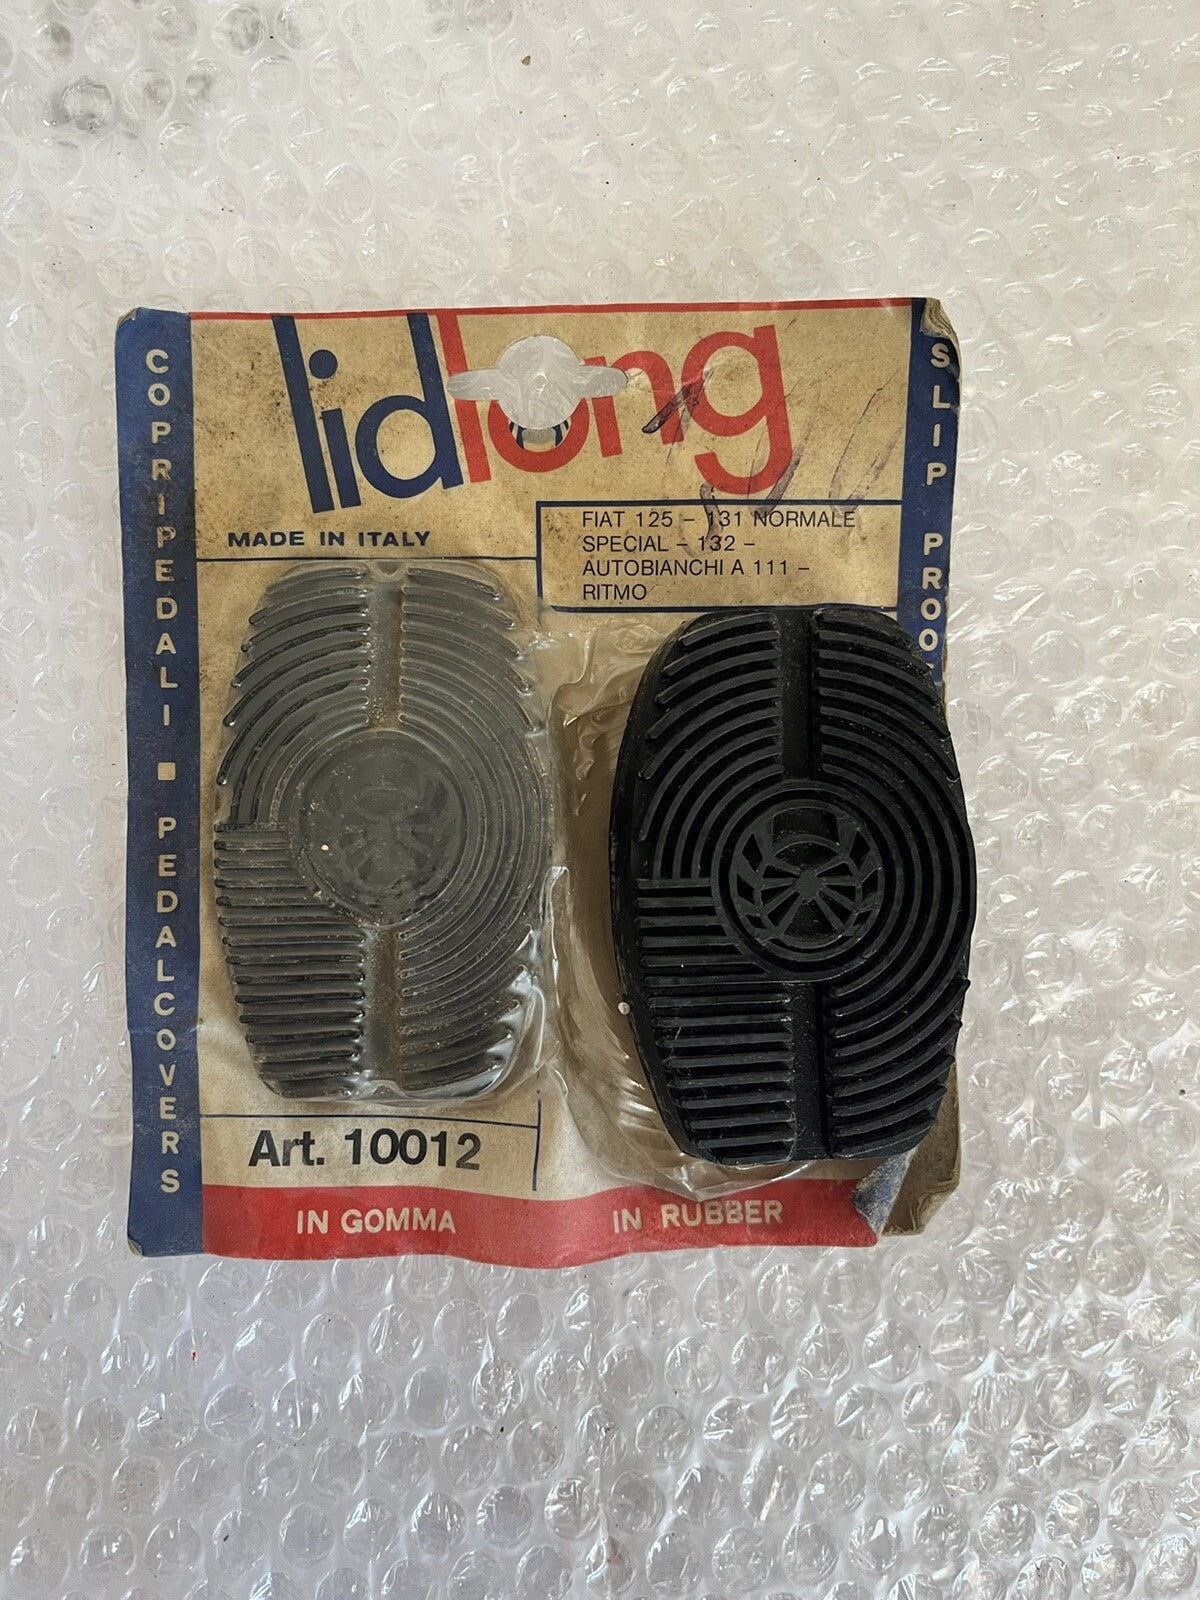 lidlong
MADE IN ITALY
FIAT 125 – 131 NORMALE
SPECIAL – 132 –
AUTOBIANCHI A 111 –
RITMO
COPRIPEDALI ■ PEDALCOVERS
SLIP PROO
Art. 10012
IN GOMMA
IN RUBBER